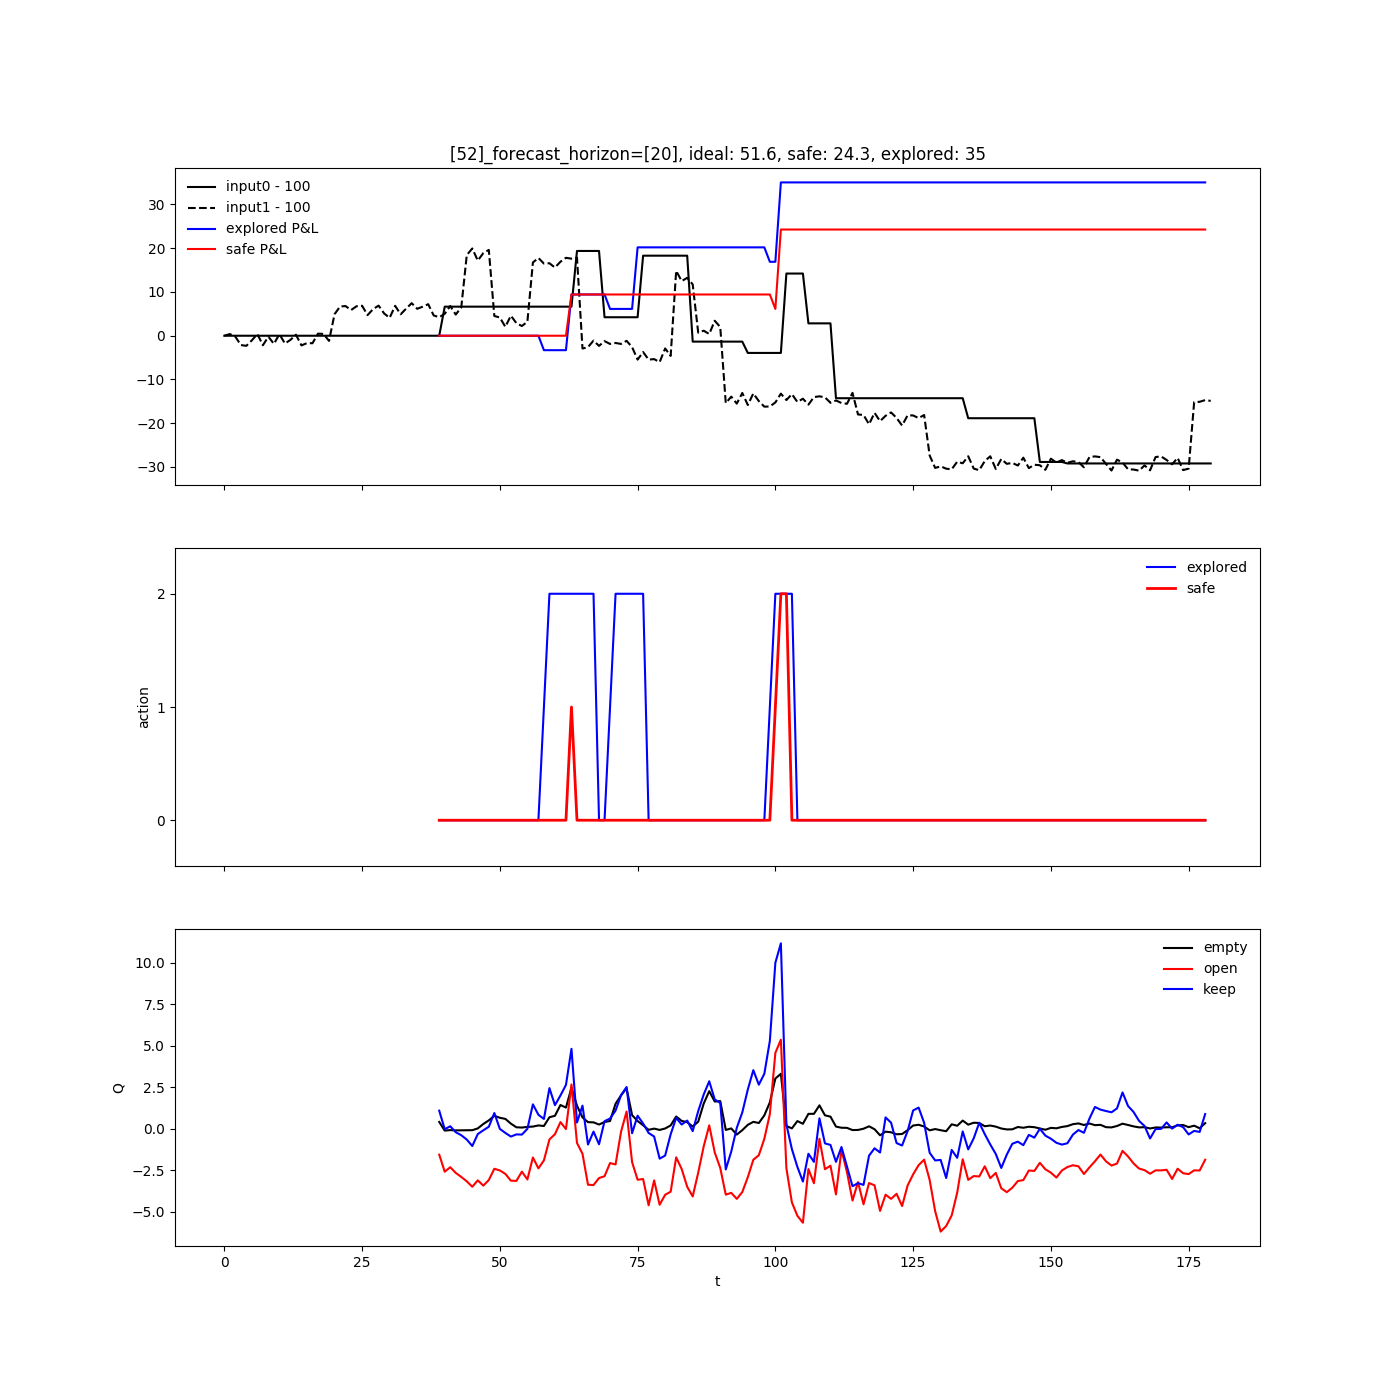 [52]_forecast_horizon=[20], ideal: 51.6, safe: 24.3, explored: 35
input0 - 100
input1 - 100
explored P&L
safe P&L
30
20
10
0
−10
−20
−30
explored
safe
2
1
0
action
empty
open
keep
10.0
7.5
5.0
2.5
0.0
−2.5
−5.0
Q
0 25 50 75 100 125 150 175
t